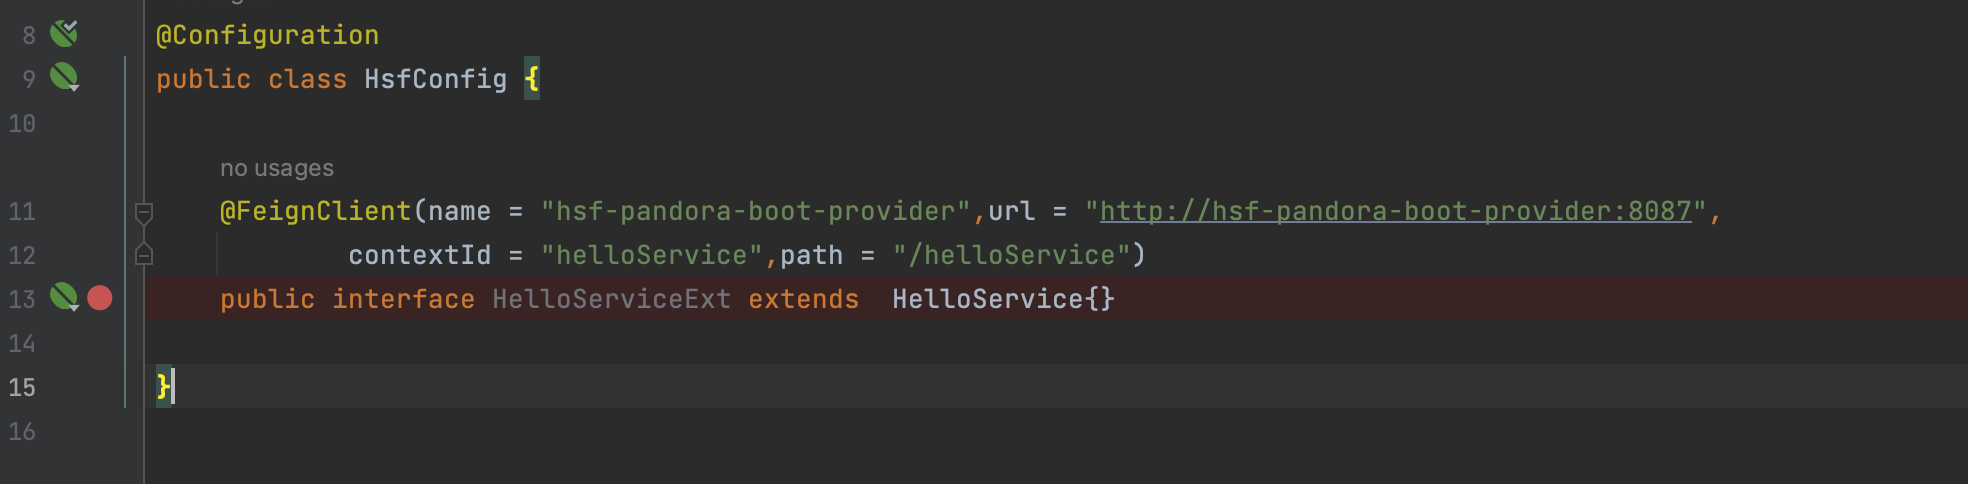 8 @Configuration
9 public class HsfConfig {
10
no usages
11 @FeignClient(name = "hsf-pandora-boot-provider",url = "http://hsf-pandora-boot-provider:8087",
12 contextId = "helloService",path = "/helloService")
13 public interface HelloServiceExt extends  HelloService{}
14
15 }
16